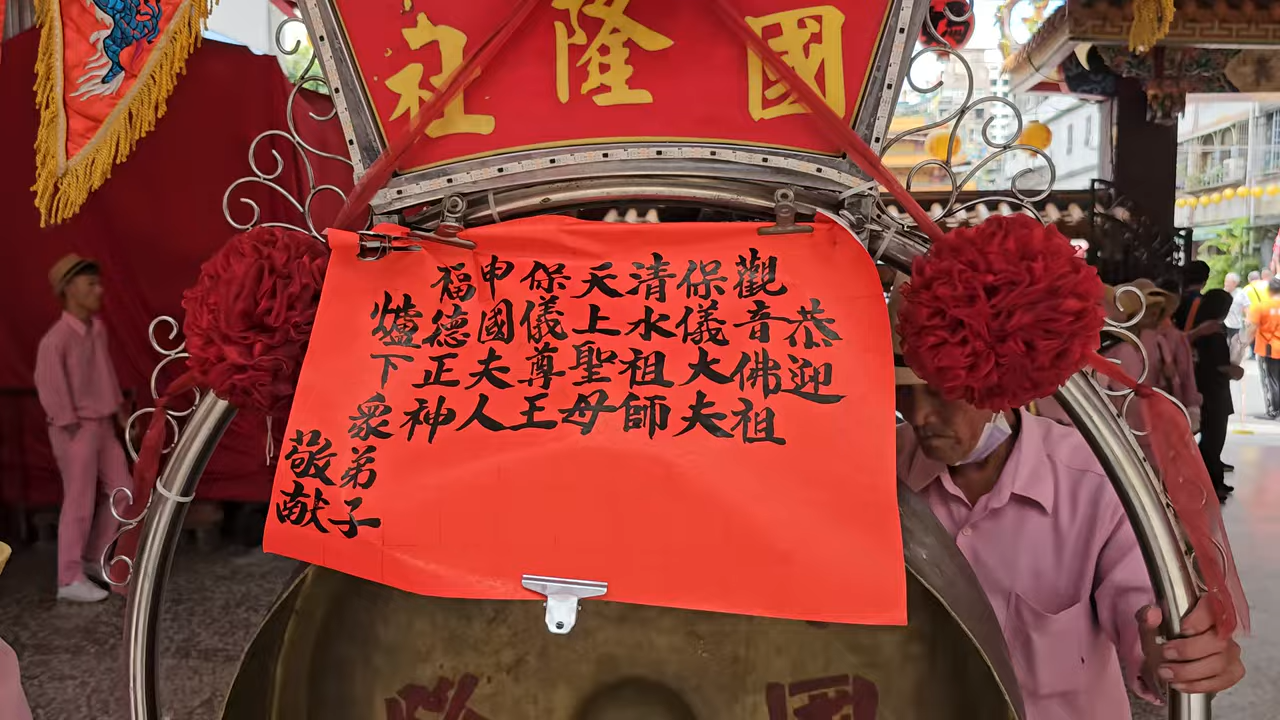 國隆社
恭迎
觀音佛祖
保儀大夫
清水祖師
天上聖母
保儀尊王
申國夫人
福德正神
爐下衆弟子
敬献